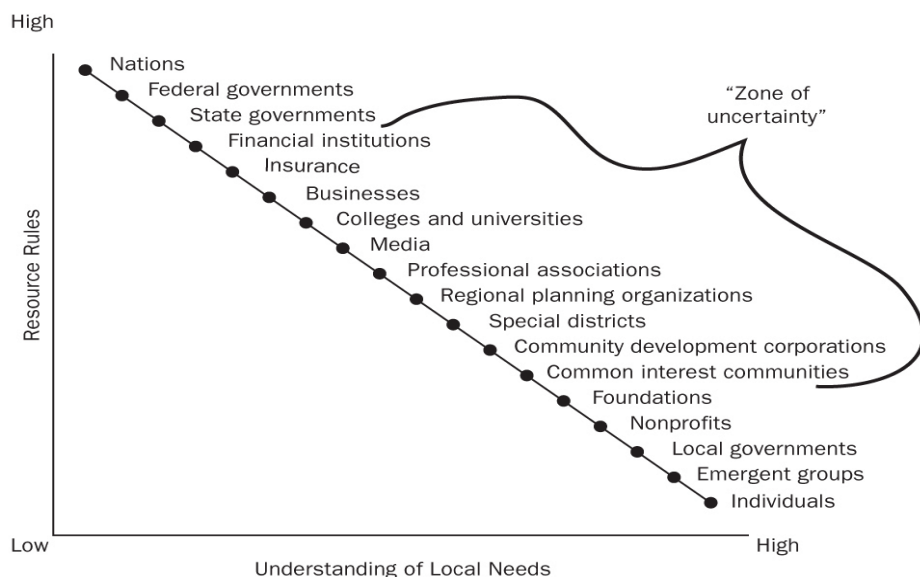 High
Nations
Federal governments
State governments
Financial institutions
Insurance
Businesses
Colleges and universities
Media
Professional associations
Regional planning organizations
Special districts
Community development corporations
Common interest communities
Foundations
Nonprofits
Local governments
Emergent groups
Individuals
“Zone of
uncertainty”
Resource Rules
Low
High
Understanding of Local Needs